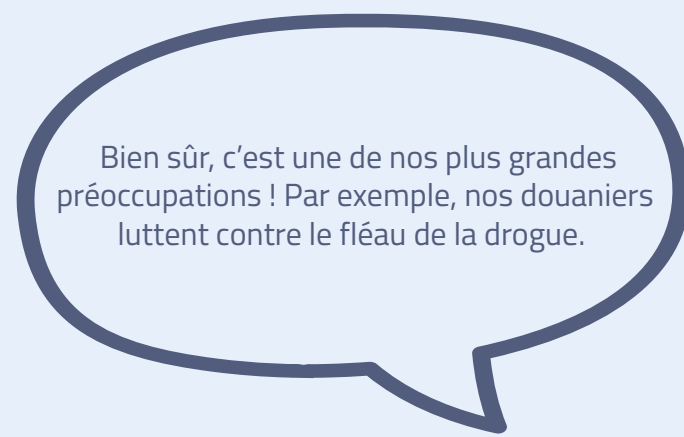 Bien sûr, c’est une de nos plus grandes
préoccupations ! Par exemple, nos douaniers
luttent contre le fléau de la drogue.